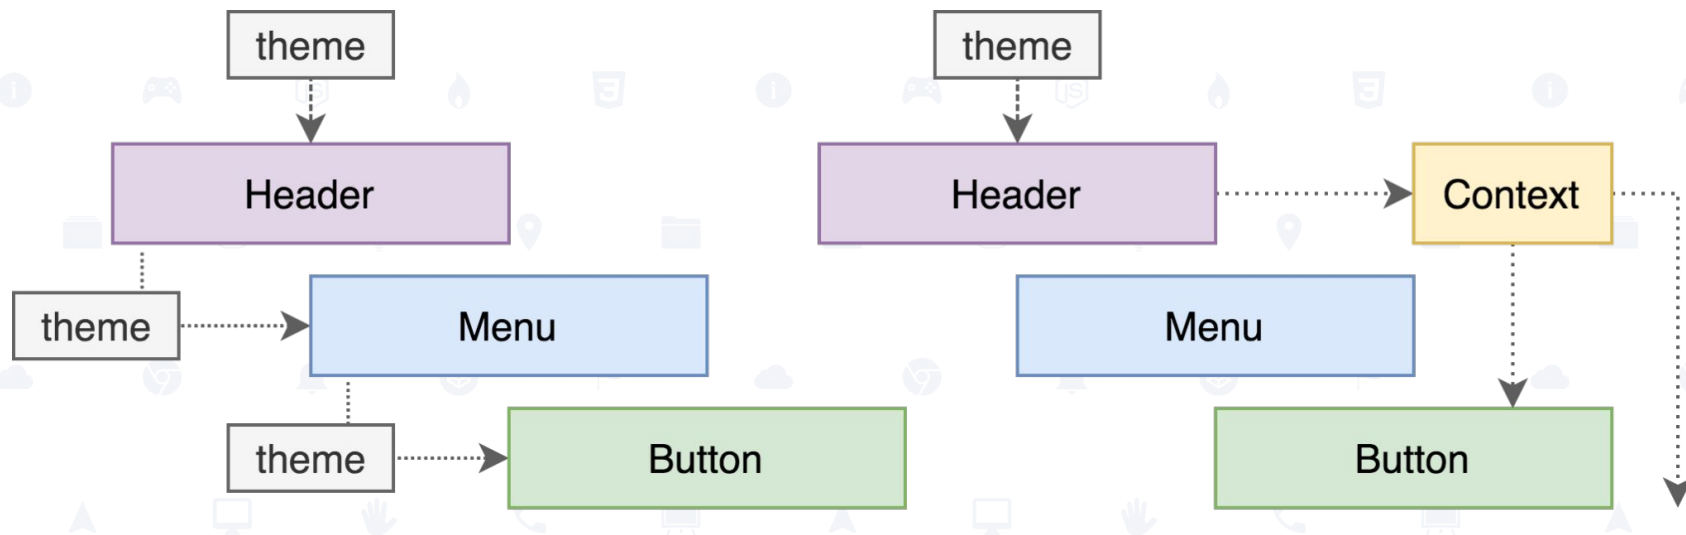 theme
Header
theme
Menu
theme
Button
theme
Header
Context
Menu
Button